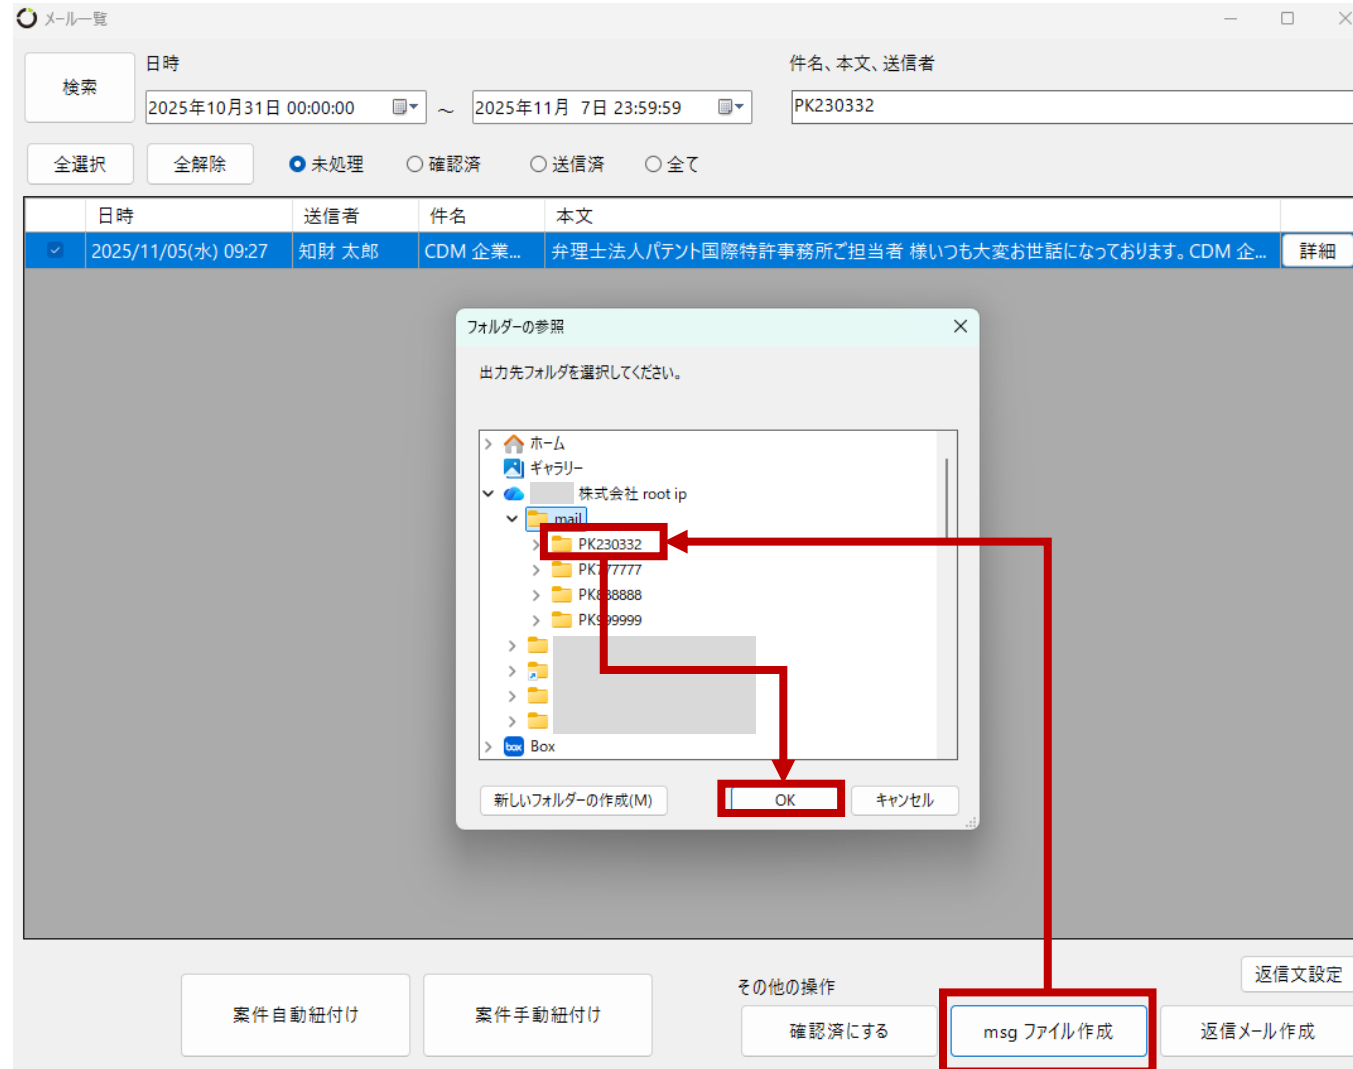 メール一覧
日時
件名、本文、送信者
検索
2025年10月31日 00:00:00
～
2025年11月 7日 23:59:59
PK230332
全選択
全解除
未処理
確認済
送信済
全て
日時
送信者
件名
本文
2025/11/05(水) 09:27
知財 太郎
CDM 企業...
弁理士法人パテント国際特許事務所ご担当者 様いつも大変お世話になっております。CDM 企...
詳細
フォルダーの参照
出力先フォルダを選択してください。
ホーム
ギャラリー
株式会社 root ip
mail
PK230332
PK777777
PK888888
PK999999
box Box
新しいフォルダーの作成(M)
OK
キャンセル
返信文設定
その他の操作
案件自動紐付け
案件手動紐付け
確認済にする
msg ファイル作成
返信メール作成